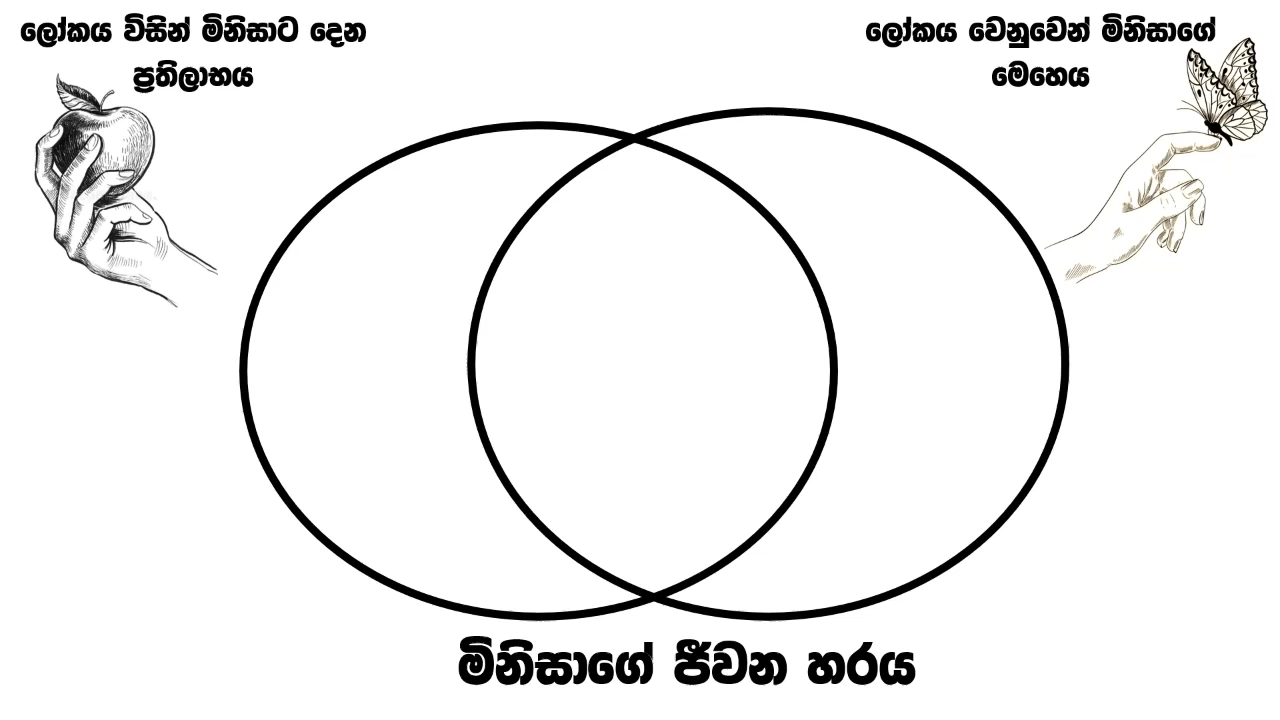 ලෝකය විසින් මිනිසාට දෙන
ප්‍රතිලාභය
ලෝකය වෙනුවෙන් මිනිසාගේ
මෙහෙය
මිනිසාගේ ජීවන හරය